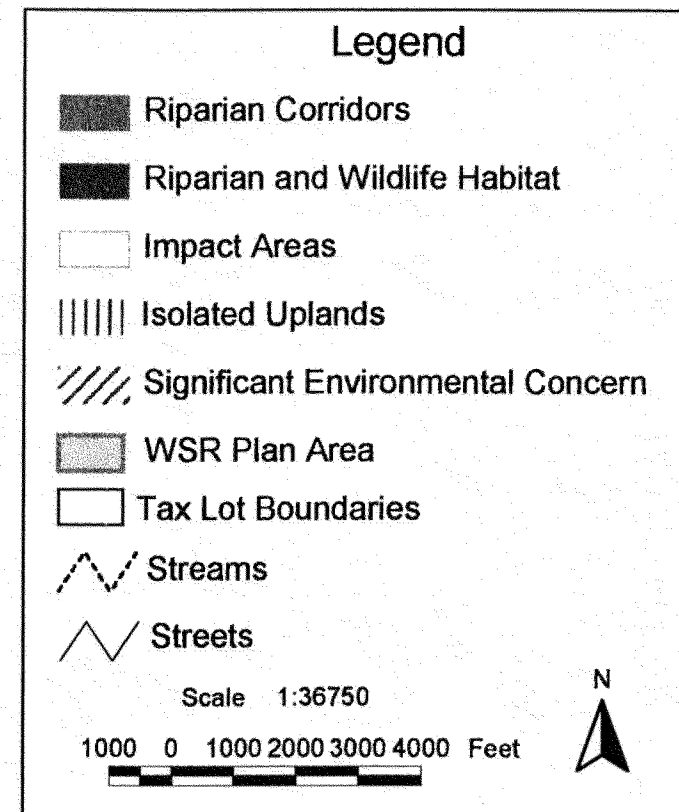 Legend
Riparian Corridors
Riparian and Wildlife Habitat
Impact Areas
Isolated Uplands
Significant Environmental Concern
WSR Plan Area
Tax Lot Boundaries
Streams
Streets
Scale 1:36750
N
1000 0 1000 2000 3000 4000 Feet